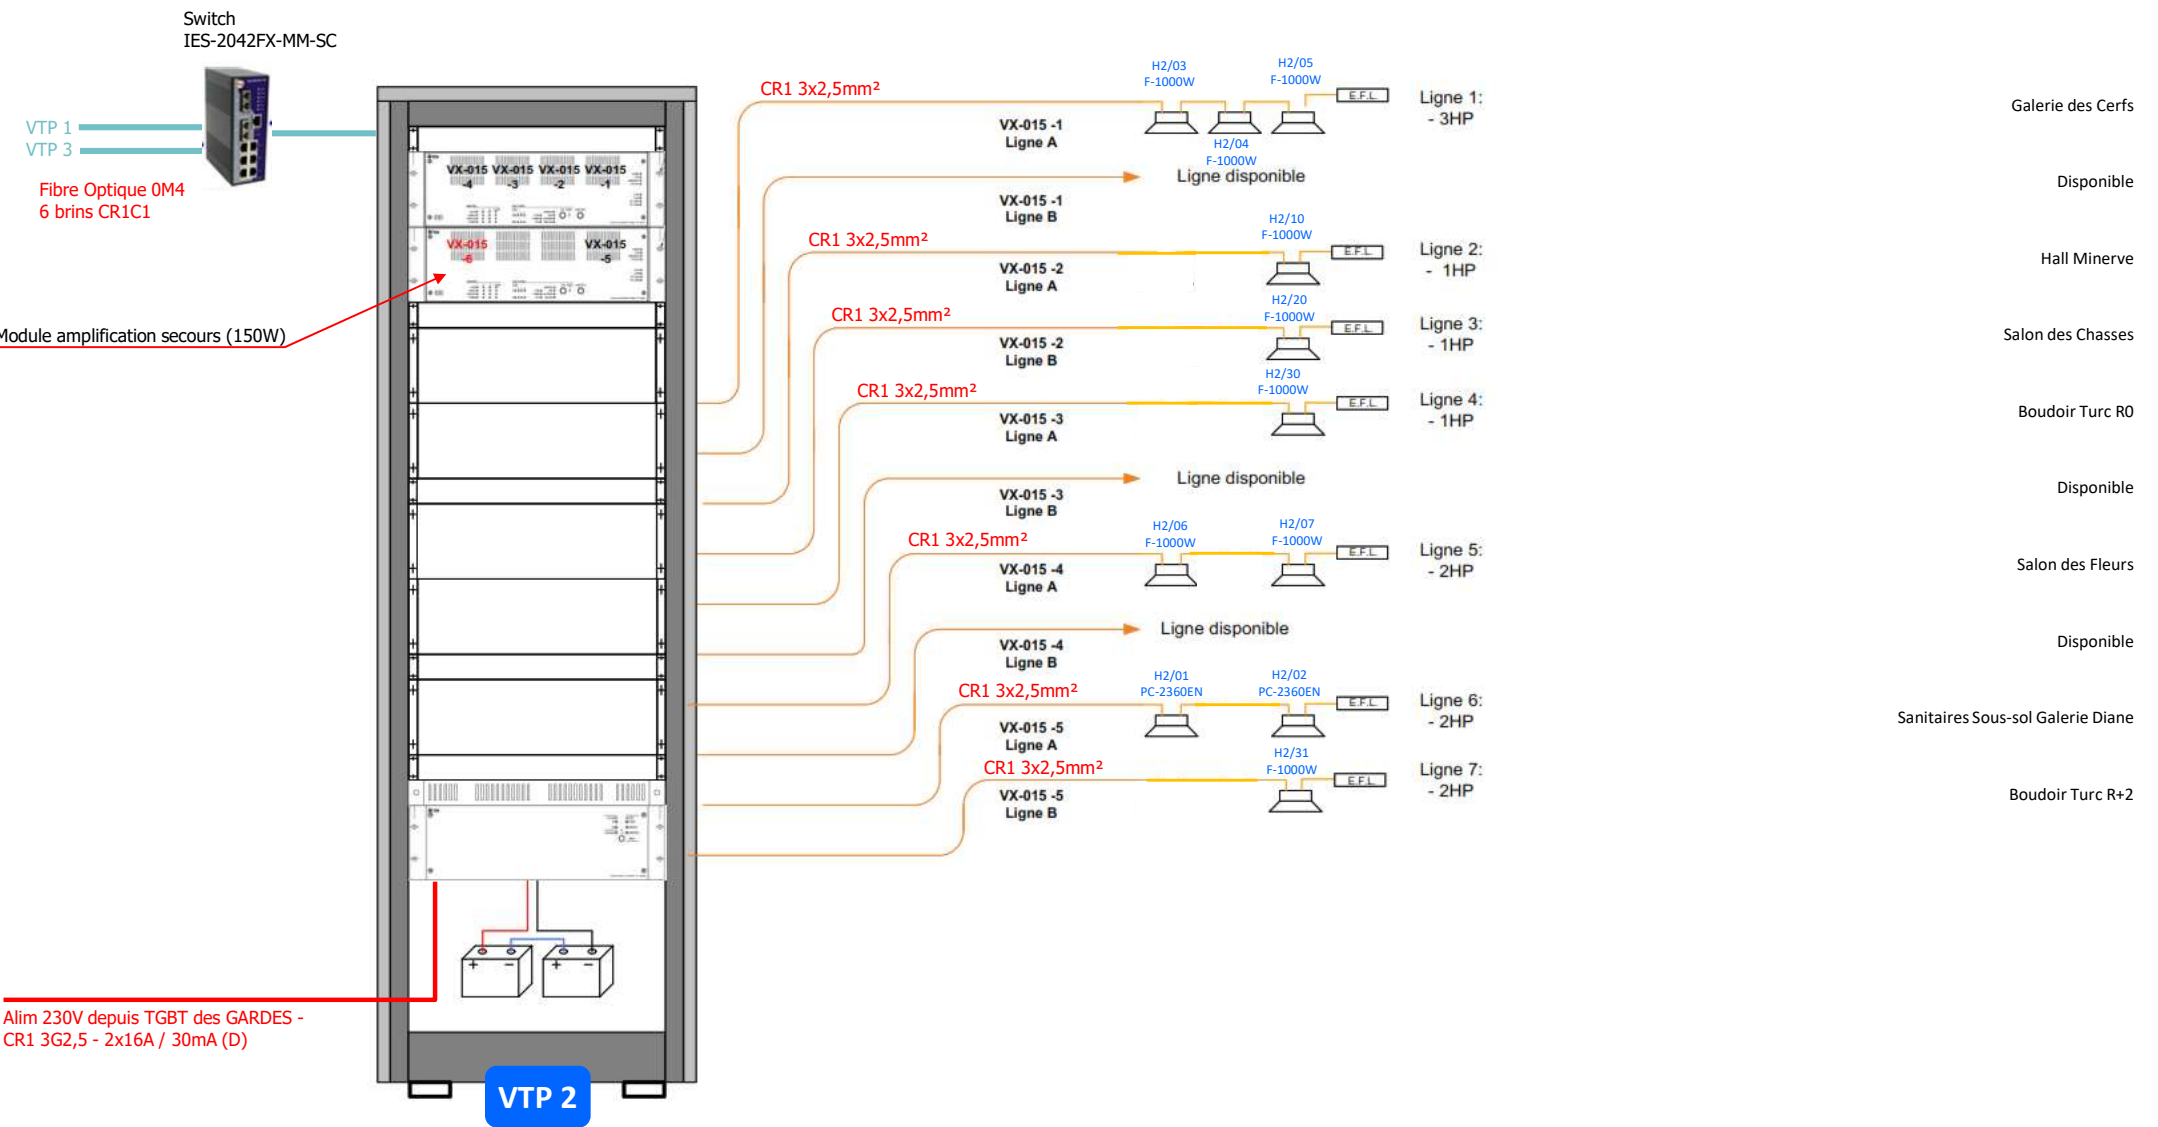 Switch
IES-2042FX-MM-SC
VTP 1
VTP 3
Fibre Optique 0M4
6 brins CR1C1
VX-015 VX-015 VX-015 VX-015
-4 -3 -2 -1
VX-015 VX-015
-6 -5
Module amplification secours (150W)
Alim 230V depuis TGBT des GARDES -
CR1 3G2,5 - 2x16A / 30mA (D)
VTP 2
CR1 3x2,5mm²
VX-015 -1
Ligne A
H2/03
F-1000W
H2/04
F-1000W
H2/05
F-1000W
E.F.L.
Ligne 1:
- 3HP
Galerie des Cerfs
VX-015 -1
Ligne B
Ligne disponible
Disponible
CR1 3x2,5mm²
VX-015 -2
Ligne A
H2/10
F-1000W
E.F.L.
Ligne 2:
- 1HP
Hall Minerve
CR1 3x2,5mm²
VX-015 -2
Ligne B
H2/20
F-1000W
E.F.L.
Ligne 3:
- 1HP
Salon des Chasses
CR1 3x2,5mm²
VX-015 -3
Ligne A
H2/30
F-1000W
E.F.L.
Ligne 4:
- 1HP
Boudoir Turc R0
VX-015 -3
Ligne B
Ligne disponible
Disponible
CR1 3x2,5mm²
VX-015 -4
Ligne A
H2/06
F-1000W
H2/07
F-1000W
E.F.L.
Ligne 5:
- 2HP
Salon des Fleurs
VX-015 -4
Ligne B
Ligne disponible
Disponible
CR1 3x2,5mm²
VX-015 -5
Ligne A
H2/01
PC-2360EN
H2/02
PC-2360EN
E.F.L.
Ligne 6:
- 2HP
Sanitaires Sous-sol Galerie Diane
CR1 3x2,5mm²
VX-015 -5
Ligne B
H2/31
F-1000W
E.F.L.
Ligne 7:
- 2HP
Boudoir Turc R+2